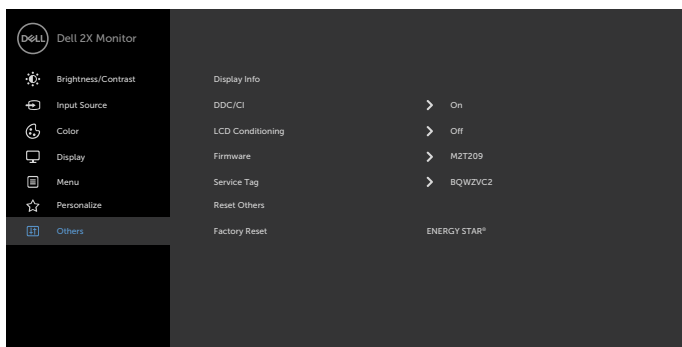 DELL Dell 2X Monitor
Brightness/Contrast Display Info
Input Source DDC/CI On
Color LCD Conditioning Off
Display Firmware M2T209
Menu Service Tag BQWZVC2
Personalize Reset Others
Others Factory Reset ENERGY STAR®